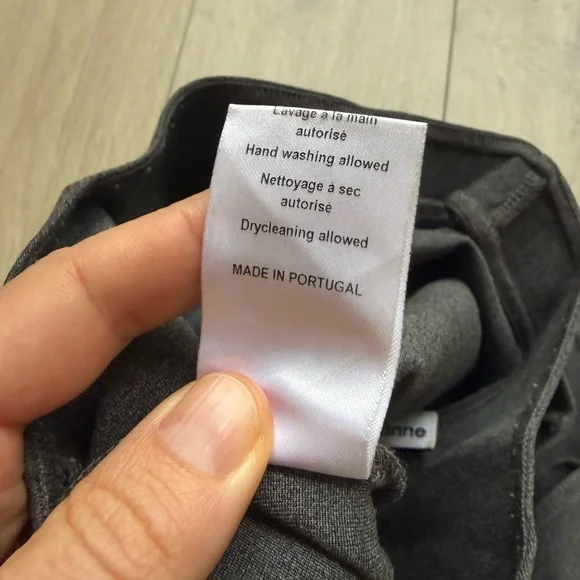 Lavage à la main
autorisé
Hand washing allowed
Nettoyage à sec
autorisé
Drycleaning allowed
MADE IN PORTUGAL